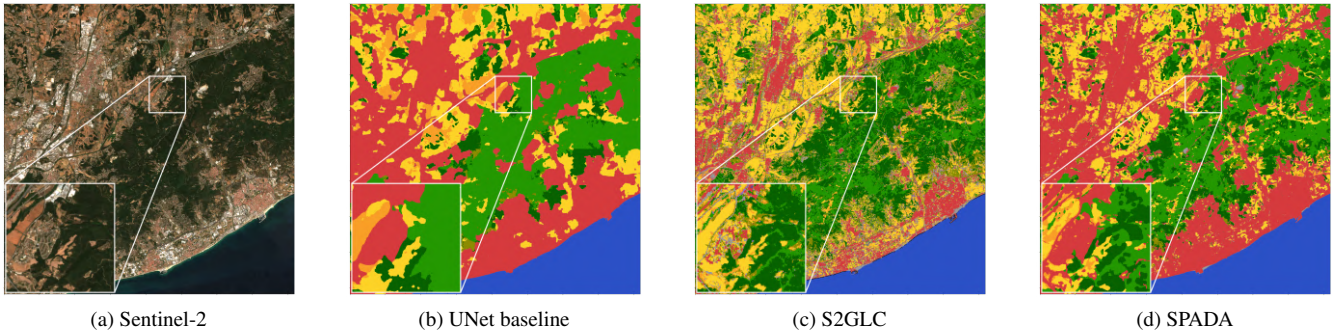 (a) Sentinel-2
(b) UNet baseline
(c) S2GLC
(d) SPADA